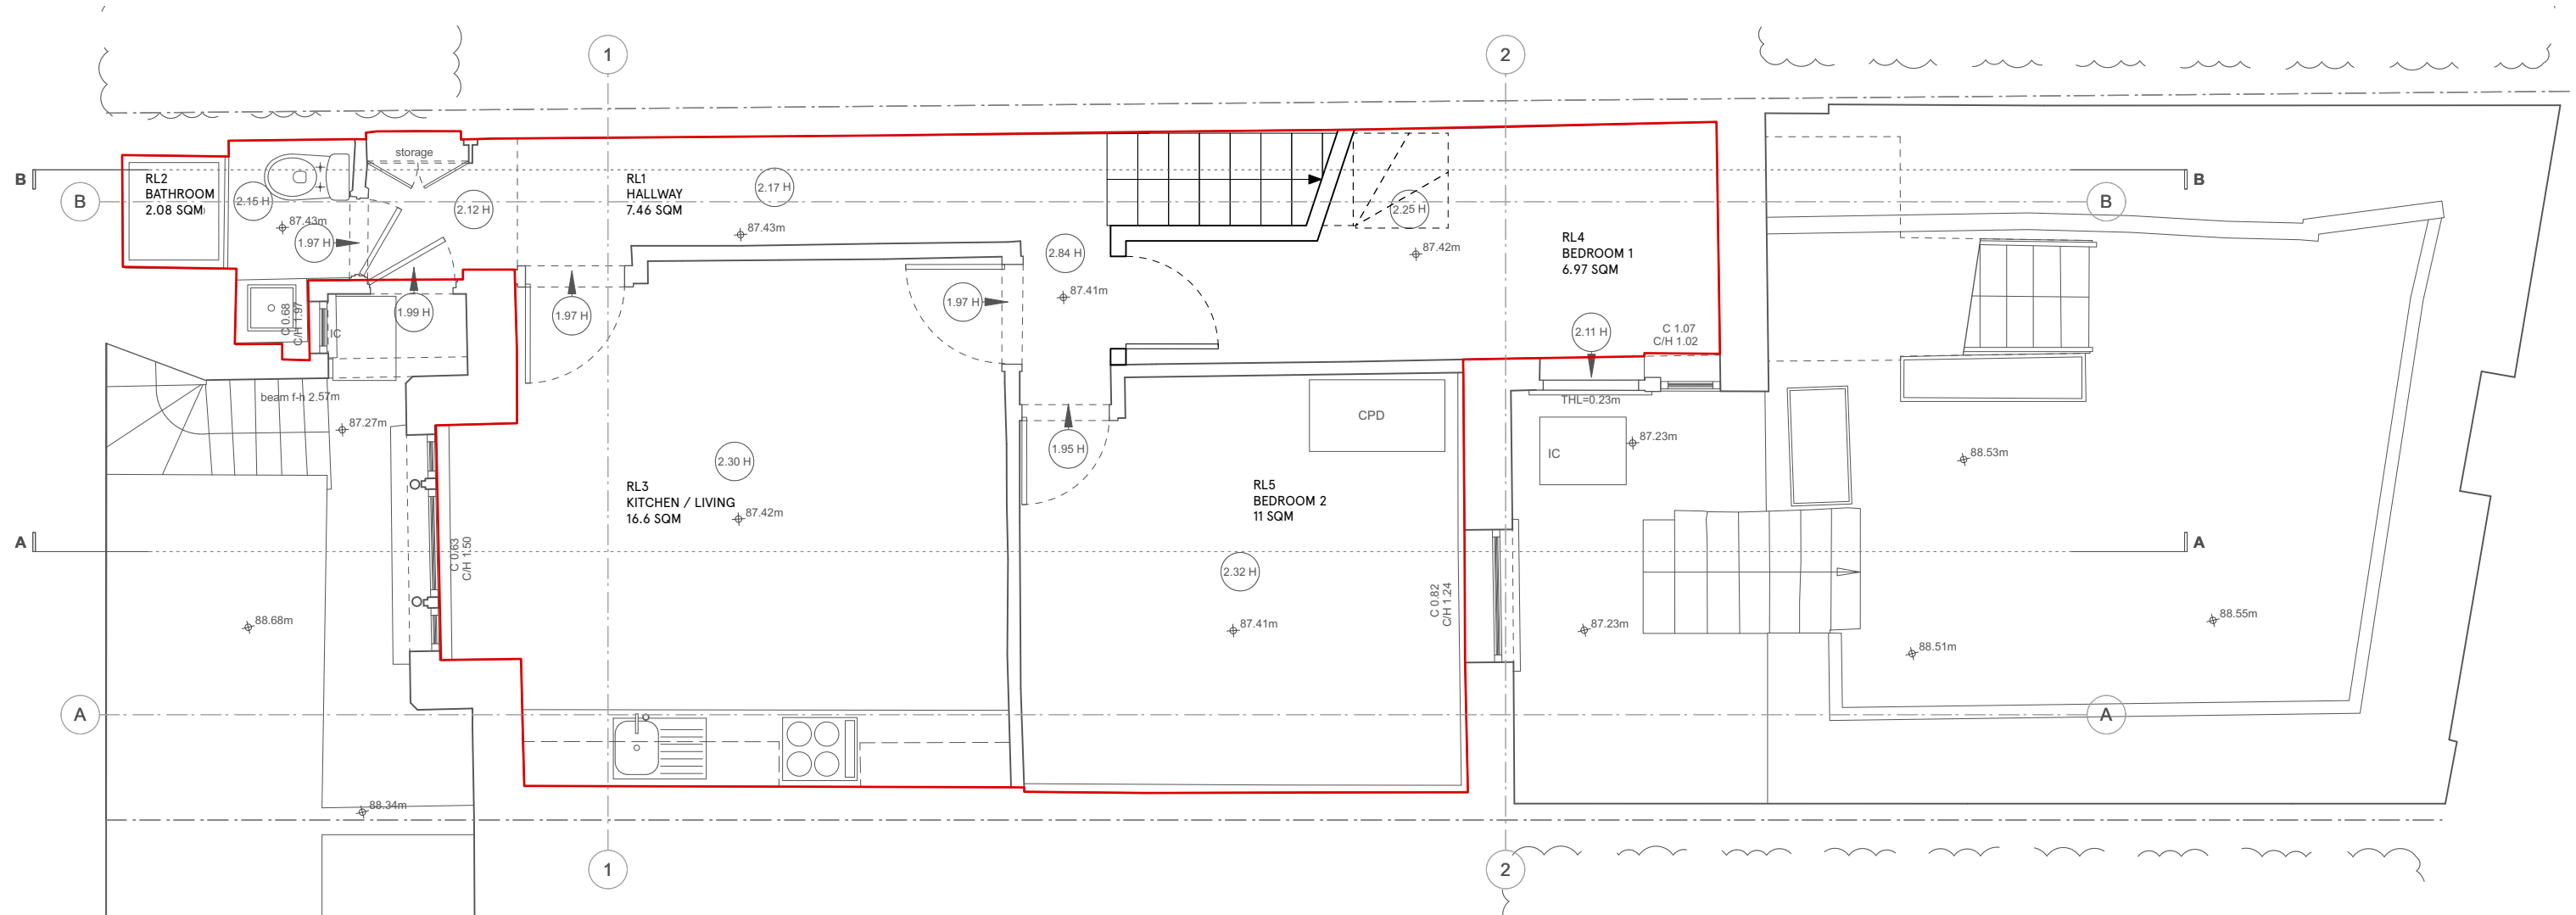 1
2
storage
B
B
RL2
BATHROOM
2.08 SQM
2.15 H
87.43m
1.97 H
2.12 H
RL1
HALLWAY
7.46 SQM
2.17 H
87.43m
2.25 H
87.42m
B
B
RL4
BEDROOM 1
6.97 SQM
2.84 H
87.41m
C 0.68
C/H 1.97
IC
1.99 H
1.97 H
1.97 H
2.11 H
C 1.07
C/H 1.02
THL=0.23m
beam f-h 2.57m
87.27m
CPD
1.95 H
IC
87.23m
88.53m
2.30 H
RL3
KITCHEN / LIVING
16.6 SQM
87.42m
RL5
BEDROOM 2
11 SQM
A
A
C 0.63
C/H 1.50
2.32 H
C 0.82
C/H 1.24
88.68m
87.41m
87.23m
88.55m
88.51m
A
A
88.34m
1
2